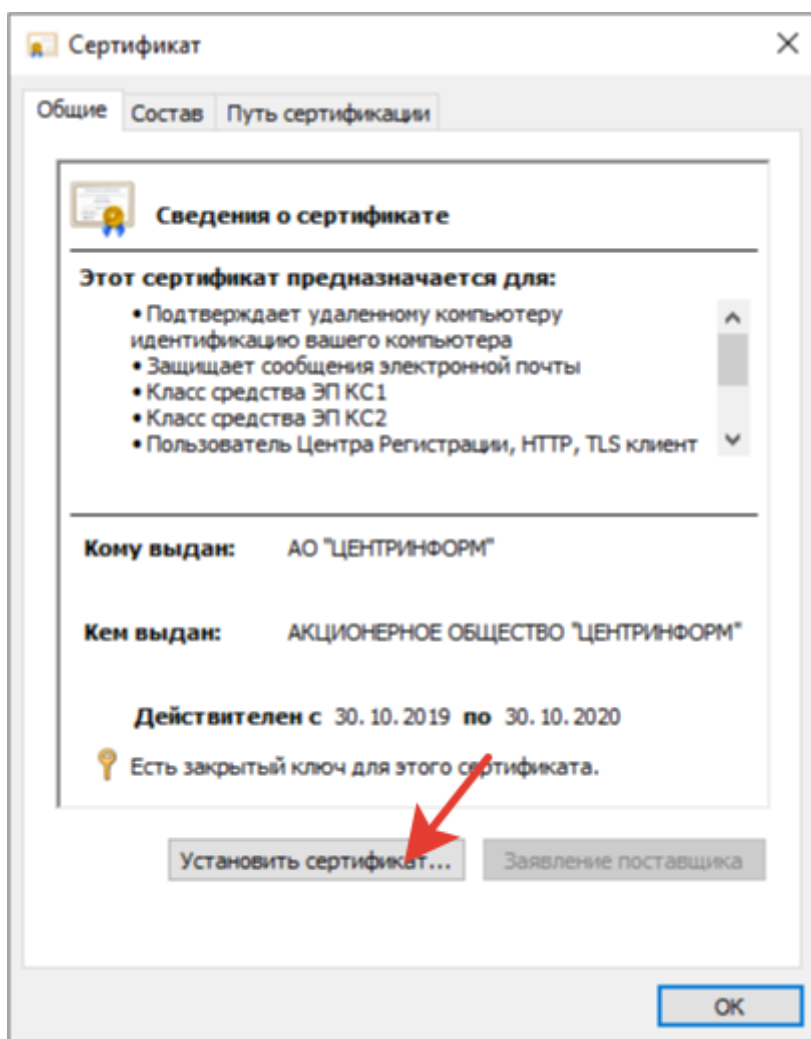 Сертификат
Общие Состав Путь сертификации
Сведения о сертификате
Этот сертификат предназначается для:
• Подтверждает удаленному компьютеру
идентификацию вашего компьютера
• Защищает сообщения электронной почты
• Класс средства ЭП КС1
• Класс средства ЭП КС2
• Пользователь Центра Регистрации, HTTP, TLS клиент
Кому выдан: АО "ЦЕНТРИНФОРМ"
Кем выдан: АКЦИОНЕРНОЕ ОБЩЕСТВО "ЦЕНТРИНФОРМ"
Действителен с 30.10.2019 по 30.10.2020
Есть закрытый ключ для этого сертификата.
Установить сертификат... Заявление поставщика
ОК